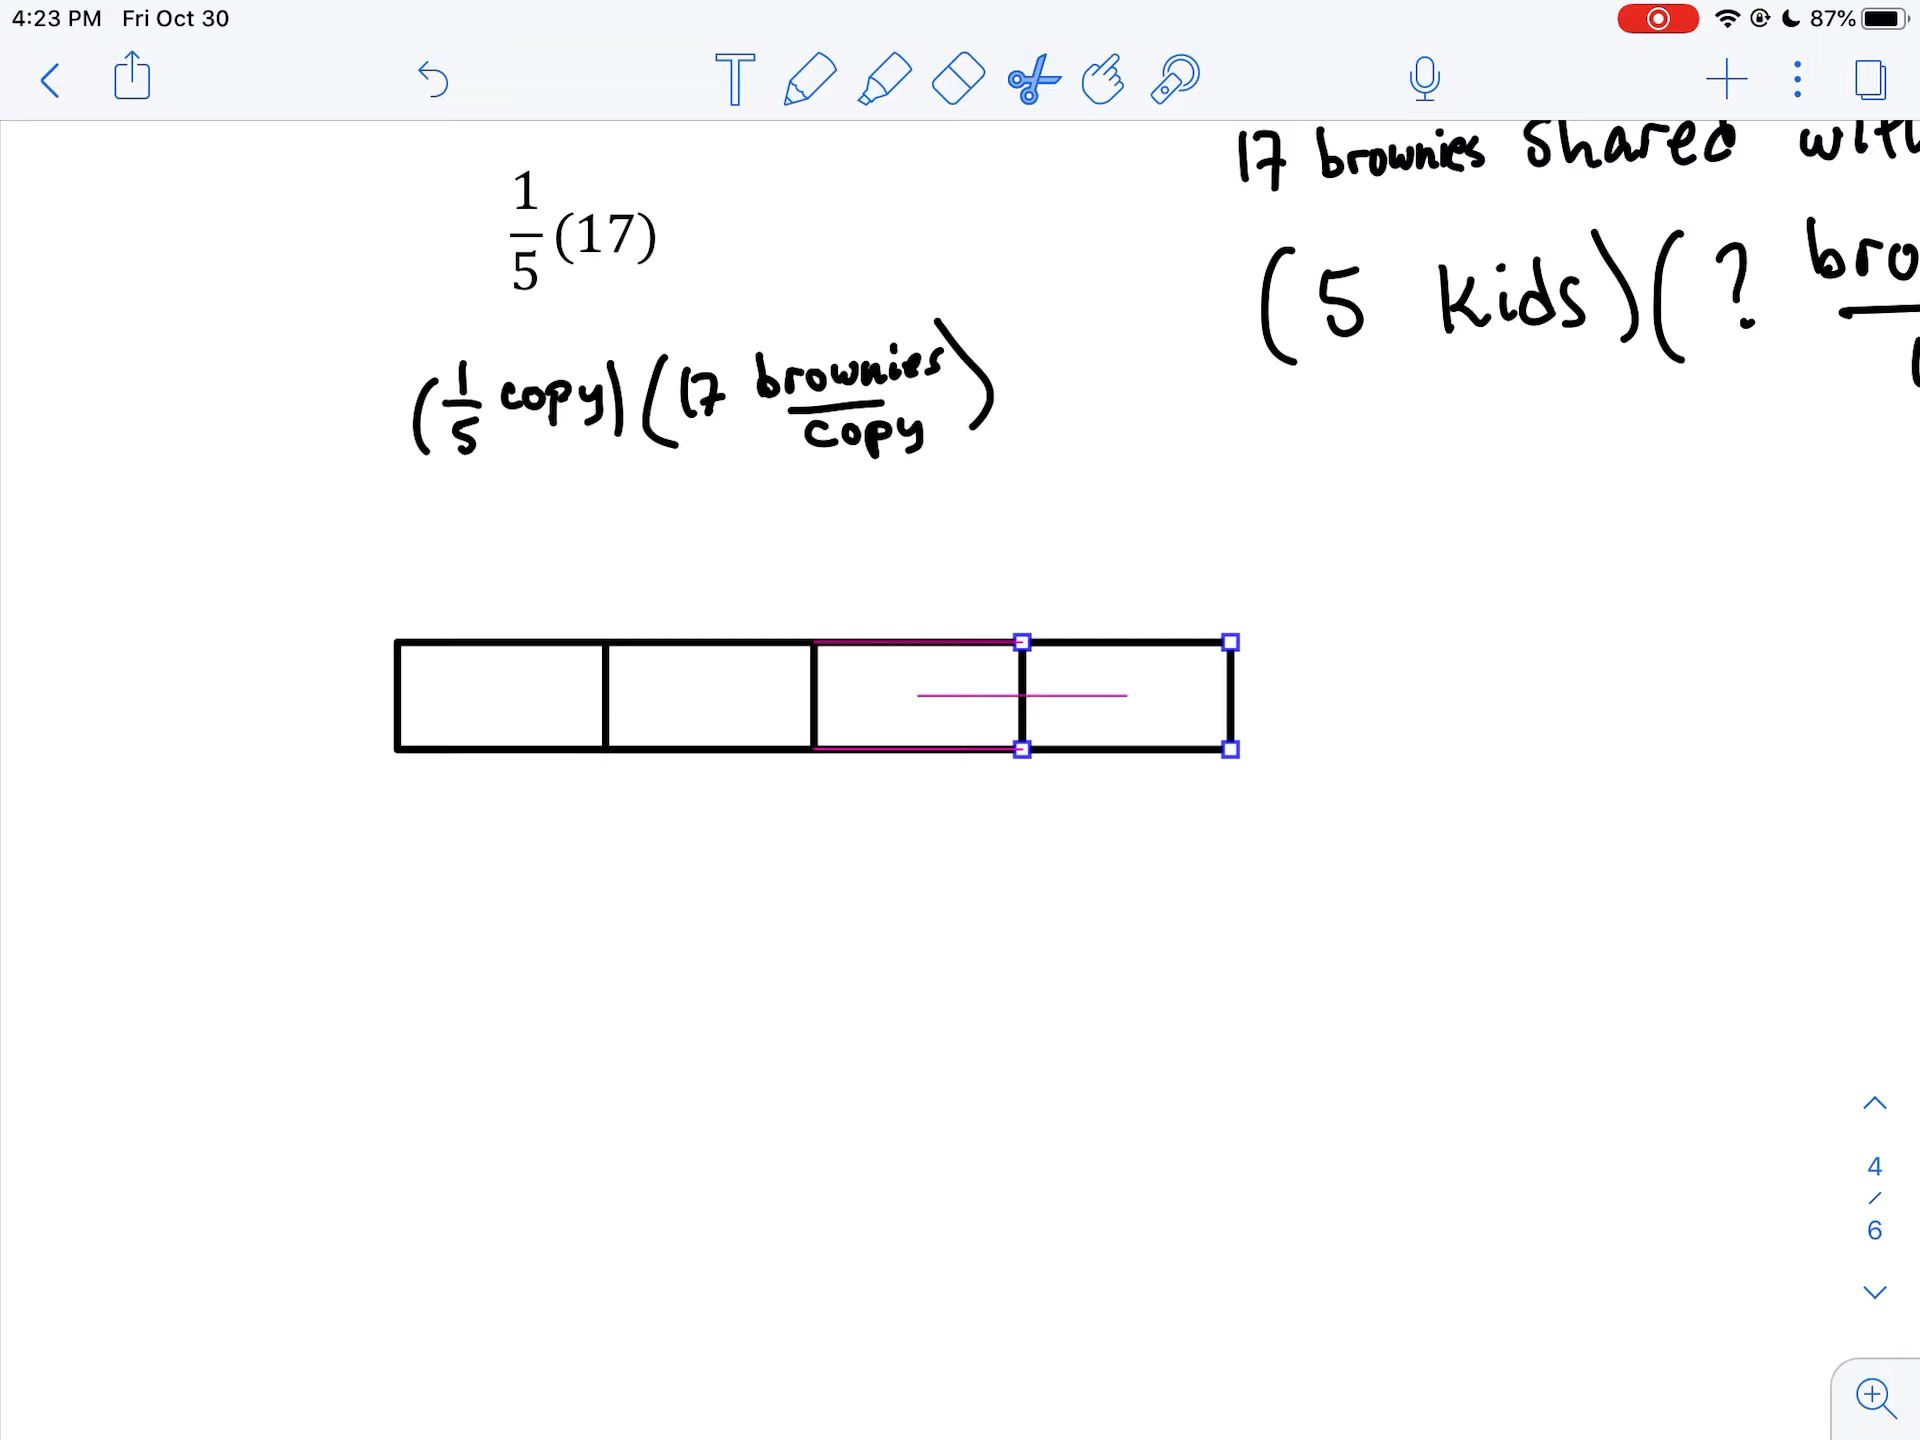 4:23 PM Fri Oct 30
87%
T
17 brownies shared with
1/5 (17)
(5 kids)(?
(1/5 copy)(17 brownies/copy)
4
/
6